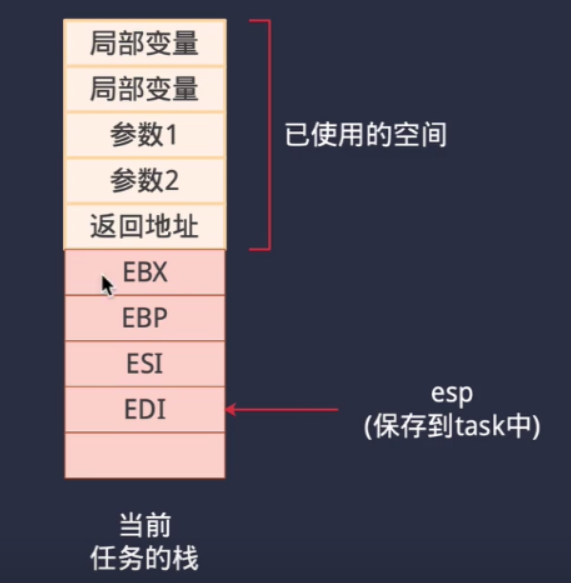 局部变量
局部变量
参数1
参数2
返回地址
已使用的空间
EBX
EBP
ESI
EDI
esp
(保存到task中)
当前
任务的栈